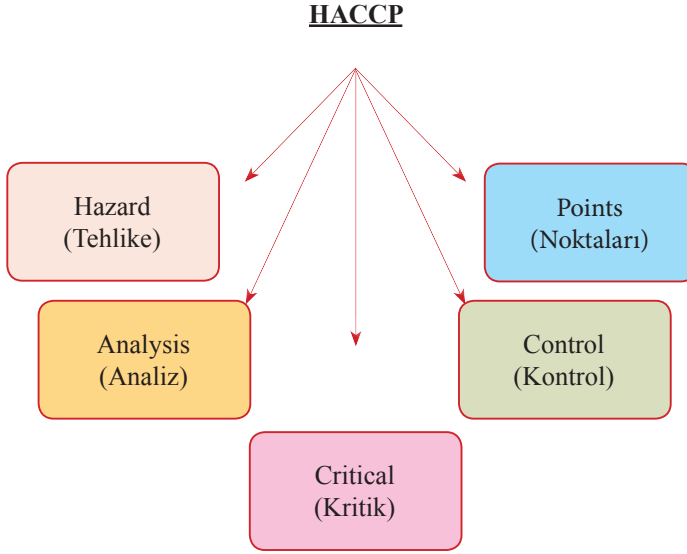 HACCP
Hazard
(Tehlike)
Analysis
(Analiz)
Critical
(Kritik)
Control
(Kontrol)
Points
(Noktaları)